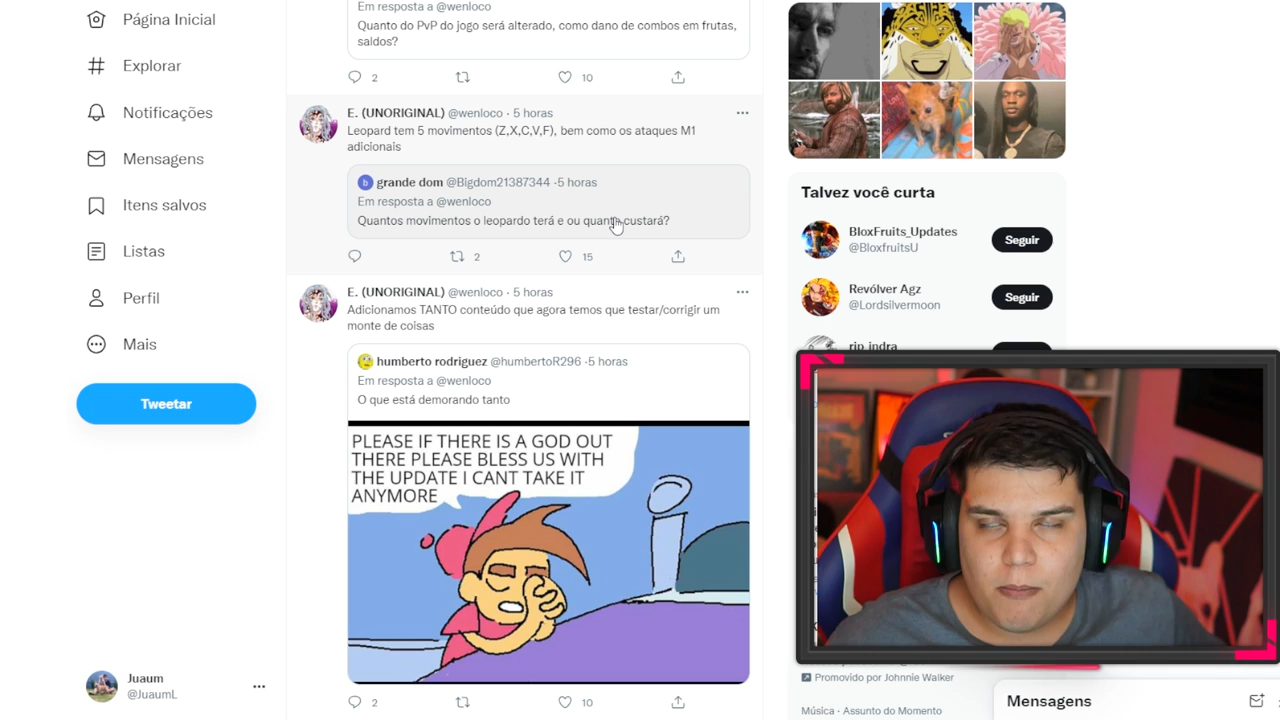 Página Inicial
Explorar
Notificações
Mensagens
Itens salvos
Listas
Perfil
Mais
Tweetar
Juaum
@JuaumL
Em resposta a @wenloco
Quanto do PvP do jogo será alterado, como dano de combos em frutas,
saldos?
2 10
E. (UNORIGINAL) @wenloco · 5 horas
Leopard tem 5 movimentos (Z,X,C,V,F), bem como os ataques M1
adicionais
b grande dom @Bigdom21387344 ·5 horas
Em resposta a @wenloco
Quantos movimentos o leopardo terá e ou quanto custará?
2 15
E. (UNORIGINAL) @wenloco · 5 horas
Adicionamos TANTO conteúdo que agora temos que testar/corrigir um
monte de coisas
humberto rodriguez @humbertoR296 ·5 horas
Em resposta a @wenloco
O que está demorando tanto
PLEASE IF THERE IS A GOD OUT
THERE PLEASE BLESS US WITH
THE UPDATE I CANT TAKE IT
ANYMORE
2 10
Talvez você curta
BloxFruits_Updates
@BloxfruitsU
Seguir
Revólver Agz
@Lordsilvermoon
Seguir
rip_indra
Promovido por Johnnie Walker
Música · Assunto do Momento
Mensagens